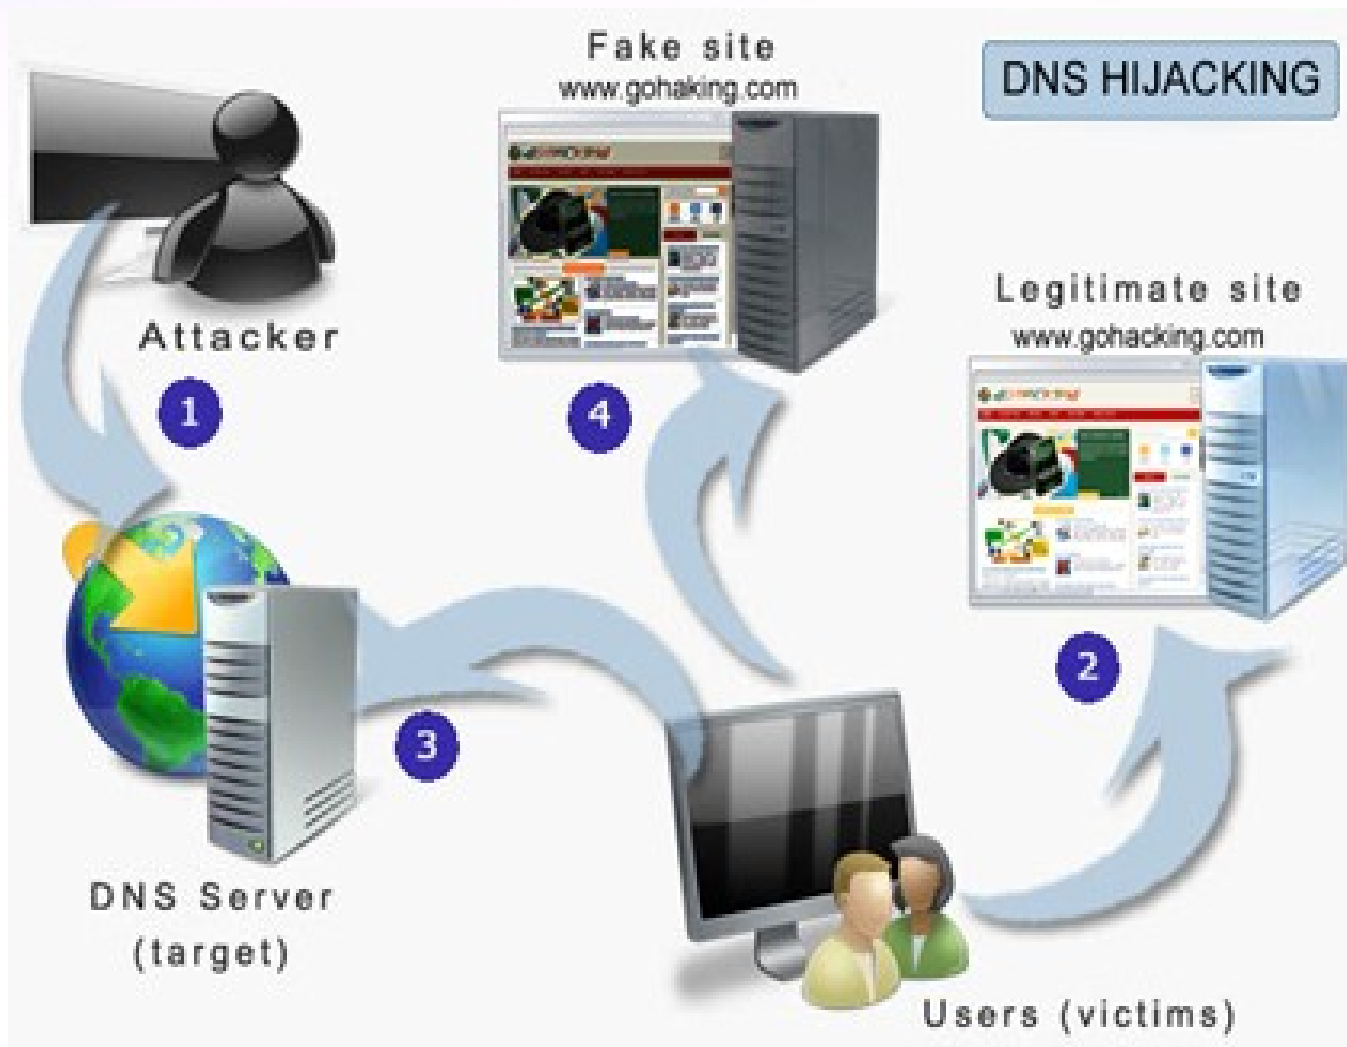 Fake site
www.gohaking.com
DNS HIJACKING
Attacker
Legitimate site
www.gohacking.com
1
4
2
3
DNS Server
(target)
Users (victims)